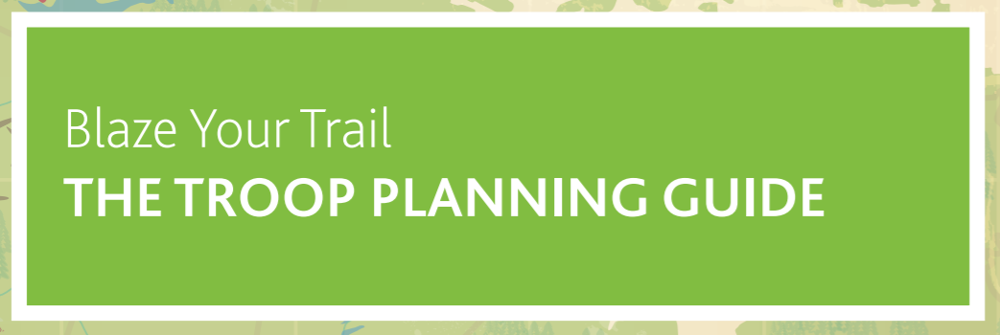 Blaze Your Trail
THE TROOP PLANNING GUIDE